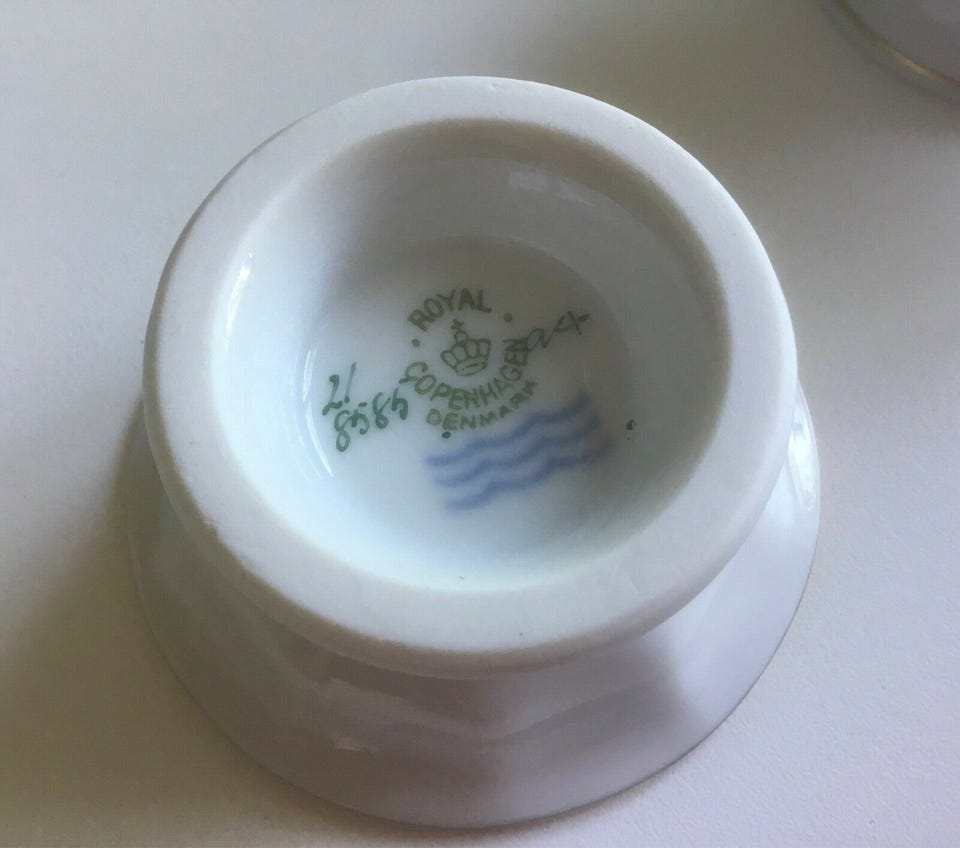 ROYAL
COPENHAGEN
DENMARK
21
8585